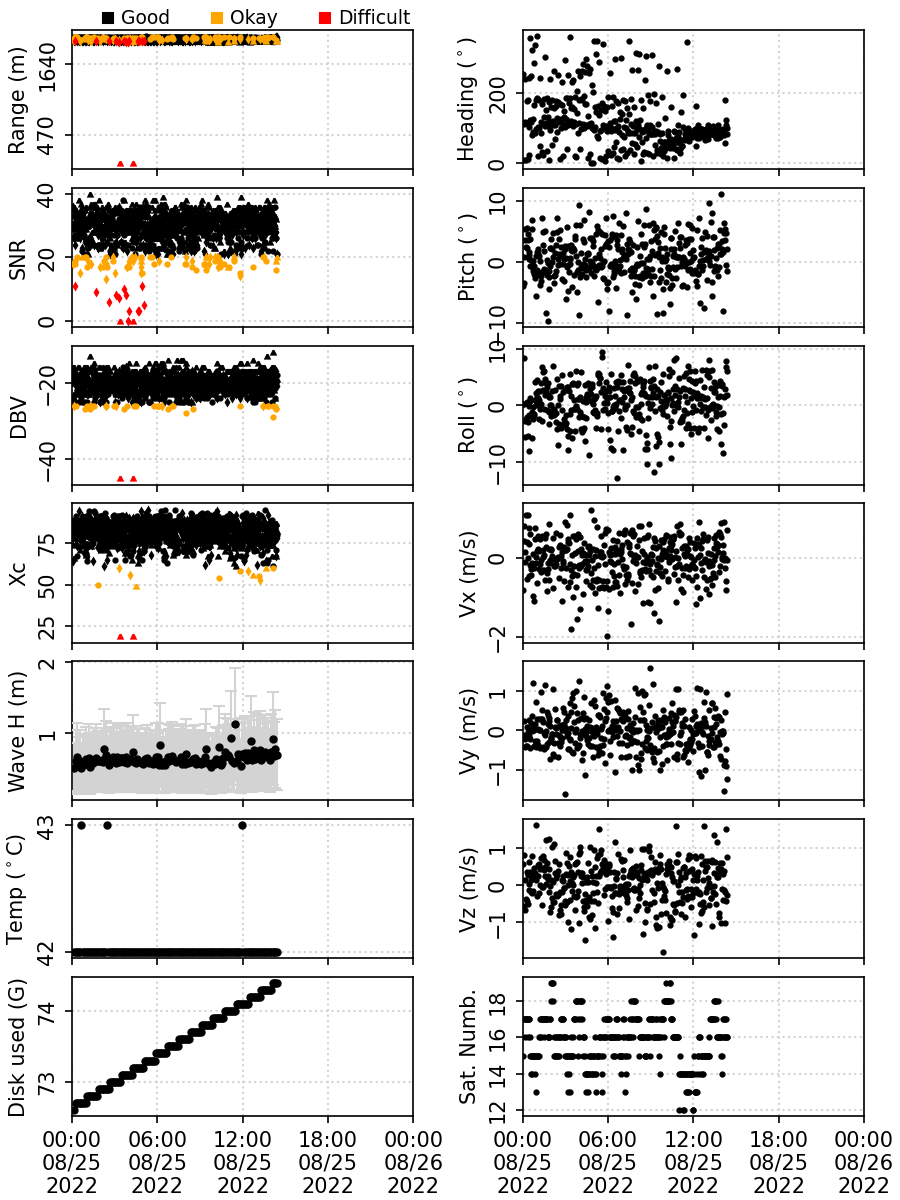 Good Okay Difficult
Range (m)
1640
470
Heading (°)
200
0
SNR
40
20
0
Pitch (°)
10
0
−10
DBV
−20
−40
Roll (°)
10
0
−10
Xc
75
50
25
Vx (m/s)
0
−2
Wave H (m)
2
1
Vy (m/s)
1
0
−1
Temp (°C)
43
42
Vz (m/s)
1
0
−1
Disk used (G)
74
73
Sat. Numb.
18
16
14
12
00:00 06:00 12:00 18:00 00:00
08/25 08/25 08/25 08/25 08/26
2022 2022 2022 2022 2022
00:00 06:00 12:00 18:00 00:00
08/25 08/25 08/25 08/25 08/26
2022 2022 2022 2022 2022